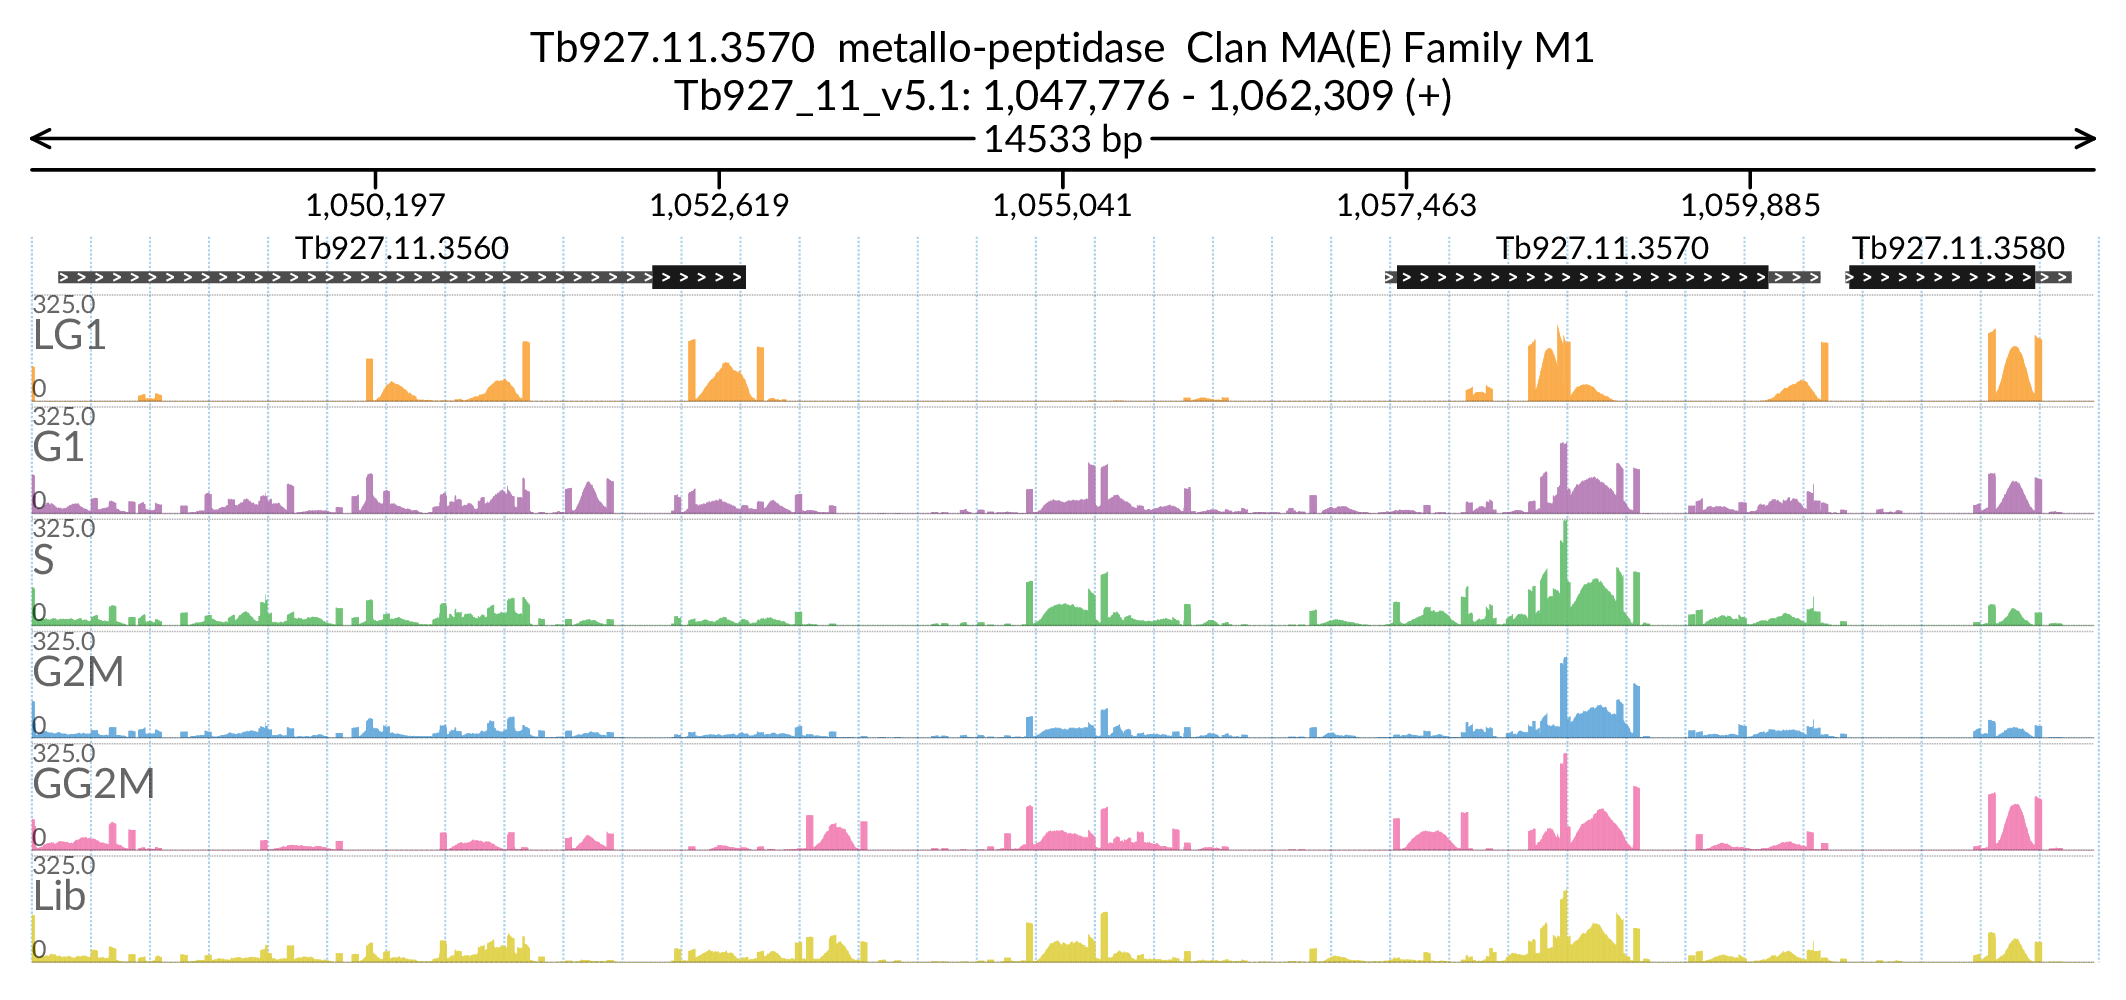 Tb927.11.3570 metallo-peptidase Clan MA(E) Family M1
Tb927_11_v5.1: 1,047,776 - 1,062,309 (+)
14533 bp
1,050,197 1,052,619 1,055,041 1,057,463 1,059,885
Tb927.11.3560 Tb927.11.3570 Tb927.11.3580
325.0
LG1
0
325.0
G1
0
325.0
S
0
325.0
G2M
0
325.0
GG2M
0
325.0
Lib
0